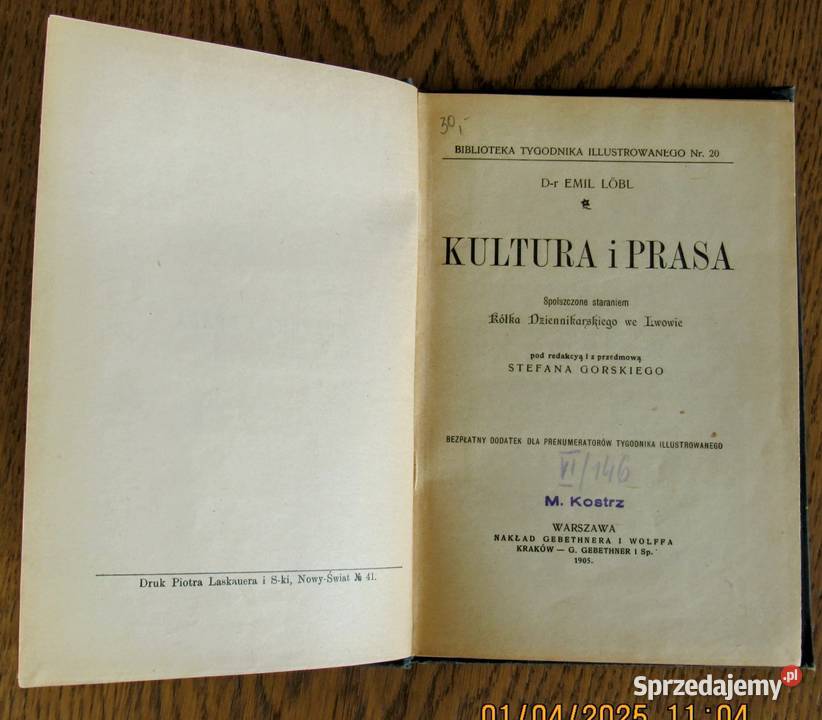 Druk Piotra Laskauera i S-ki, Nowy-Świat № 41.
30,-
BIBLIOTEKA TYGODNIKA ILLUSTROWANEGO Nr. 20
D-r EMIL LÖBL
KULTURA i PRASA
Spolszczone staraniem
Kółka Dziennikarskiego we Lwowie
pod redakcyą i z przedmową
STEFANA GORSKIEGO
BEZPŁATNY DODATEK DLA PRENUMERATORÓW TYGODNIKA ILLUSTROWANEGO
VI/146
M. Kostrz
WARSZAWA
NAKŁAD GEBETHNERA I WOLFFA
KRAKÓW — G. GEBETHNER I Sp.
1905.
Sprzedajemy.pl
01/04/2025 11:04